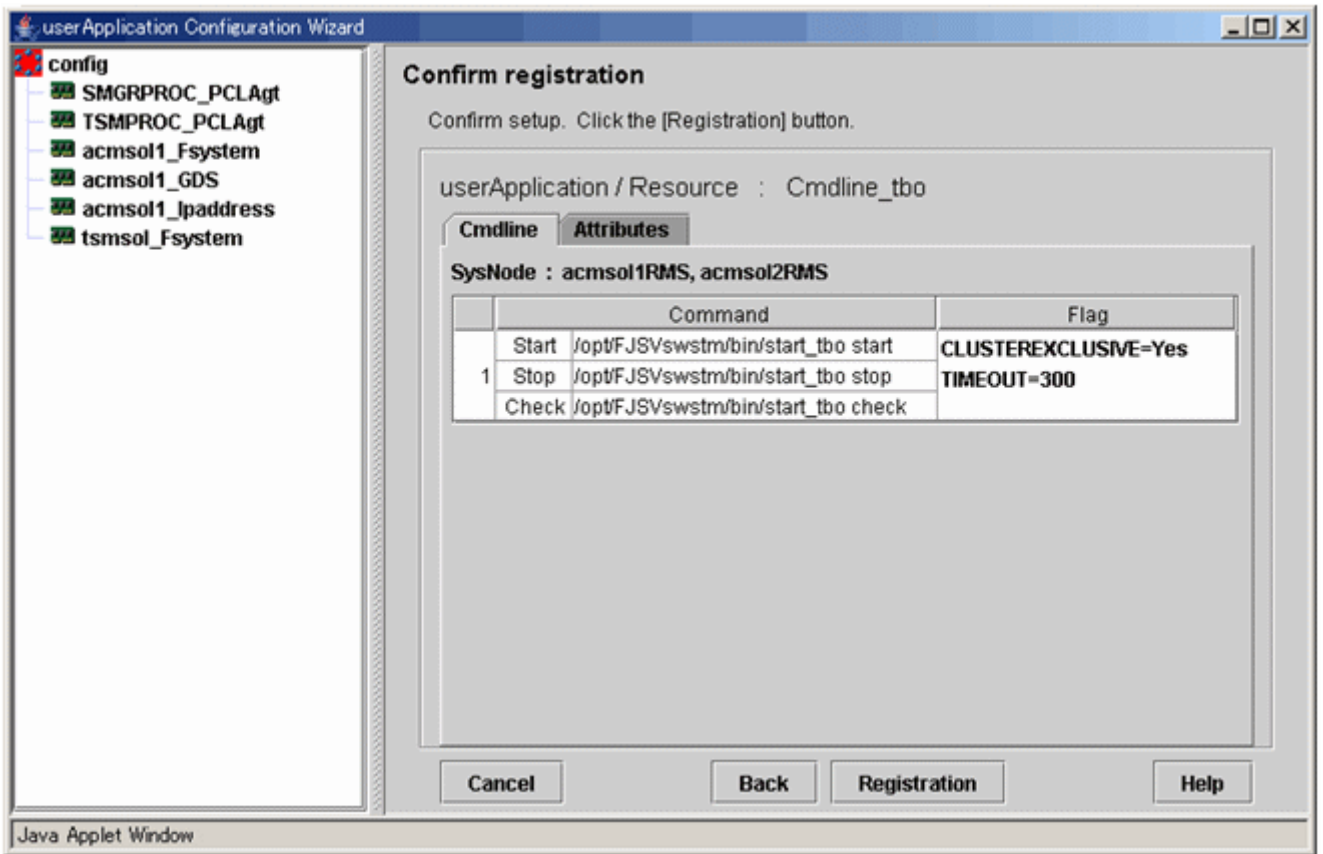 userApplication Configuration Wizard
config
SMGRPROC_PCLAgt
TSMPROC_PCLAgt
acmsol1_Fsystem
acmsol1_GDS
acmsol1_Ipaddress
tsmsol_Fsystem
Confirm registration
Confirm setup. Click the [Registration] button.
userApplication / Resource : Cmdline_tbo
Cmdline Attributes
SysNode : acmsol1RMS, acmsol2RMS
Command Flag
1
Start /opt/FJSVswstm/bin/start_tbo start
Stop /opt/FJSVswstm/bin/start_tbo stop
Check /opt/FJSVswstm/bin/start_tbo check
CLUSTEREXCLUSIVE=Yes
TIMEOUT=300
Cancel Back Registration Help
Java Applet Window